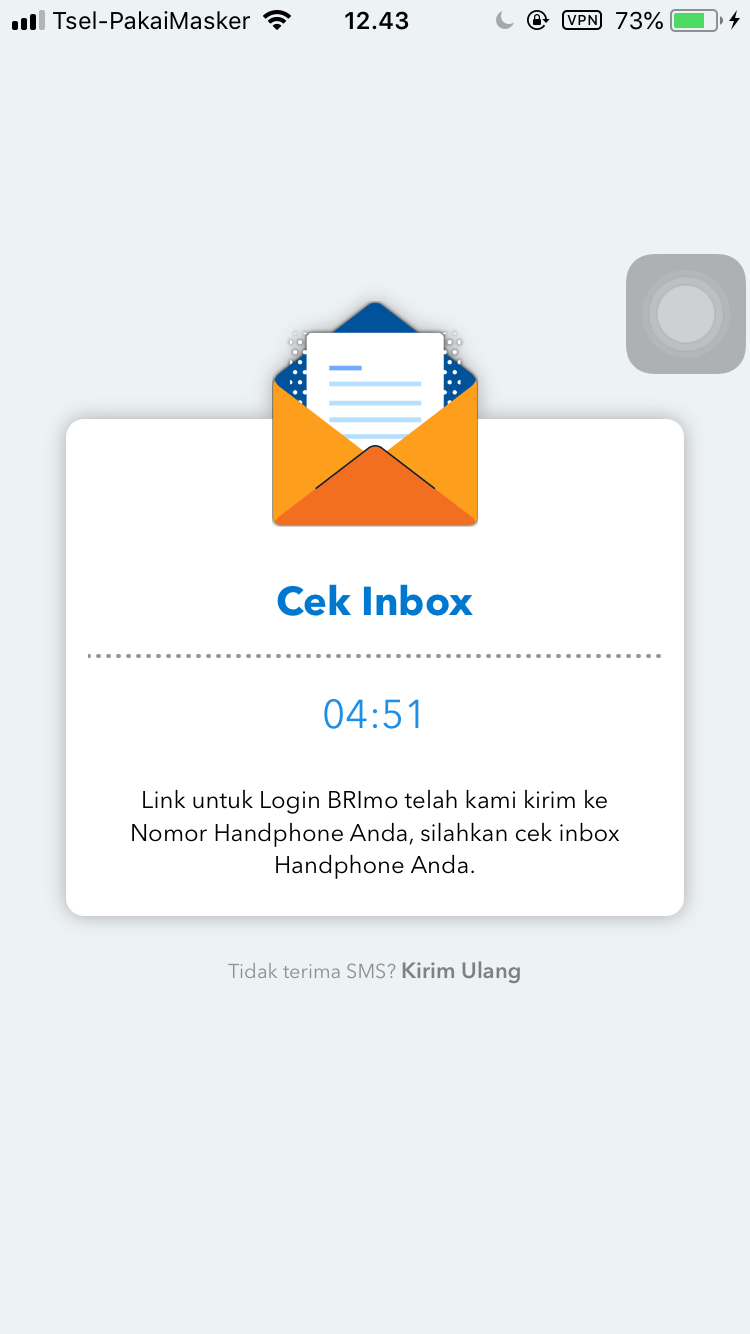 Tsel-PakaiMasker 12.43 VPN 73%
Cek Inbox
04:51
Link untuk Login BRImo telah kami kirim ke
Nomor Handphone Anda, silahkan cek inbox
Handphone Anda.
Tidak terima SMS? Kirim Ulang